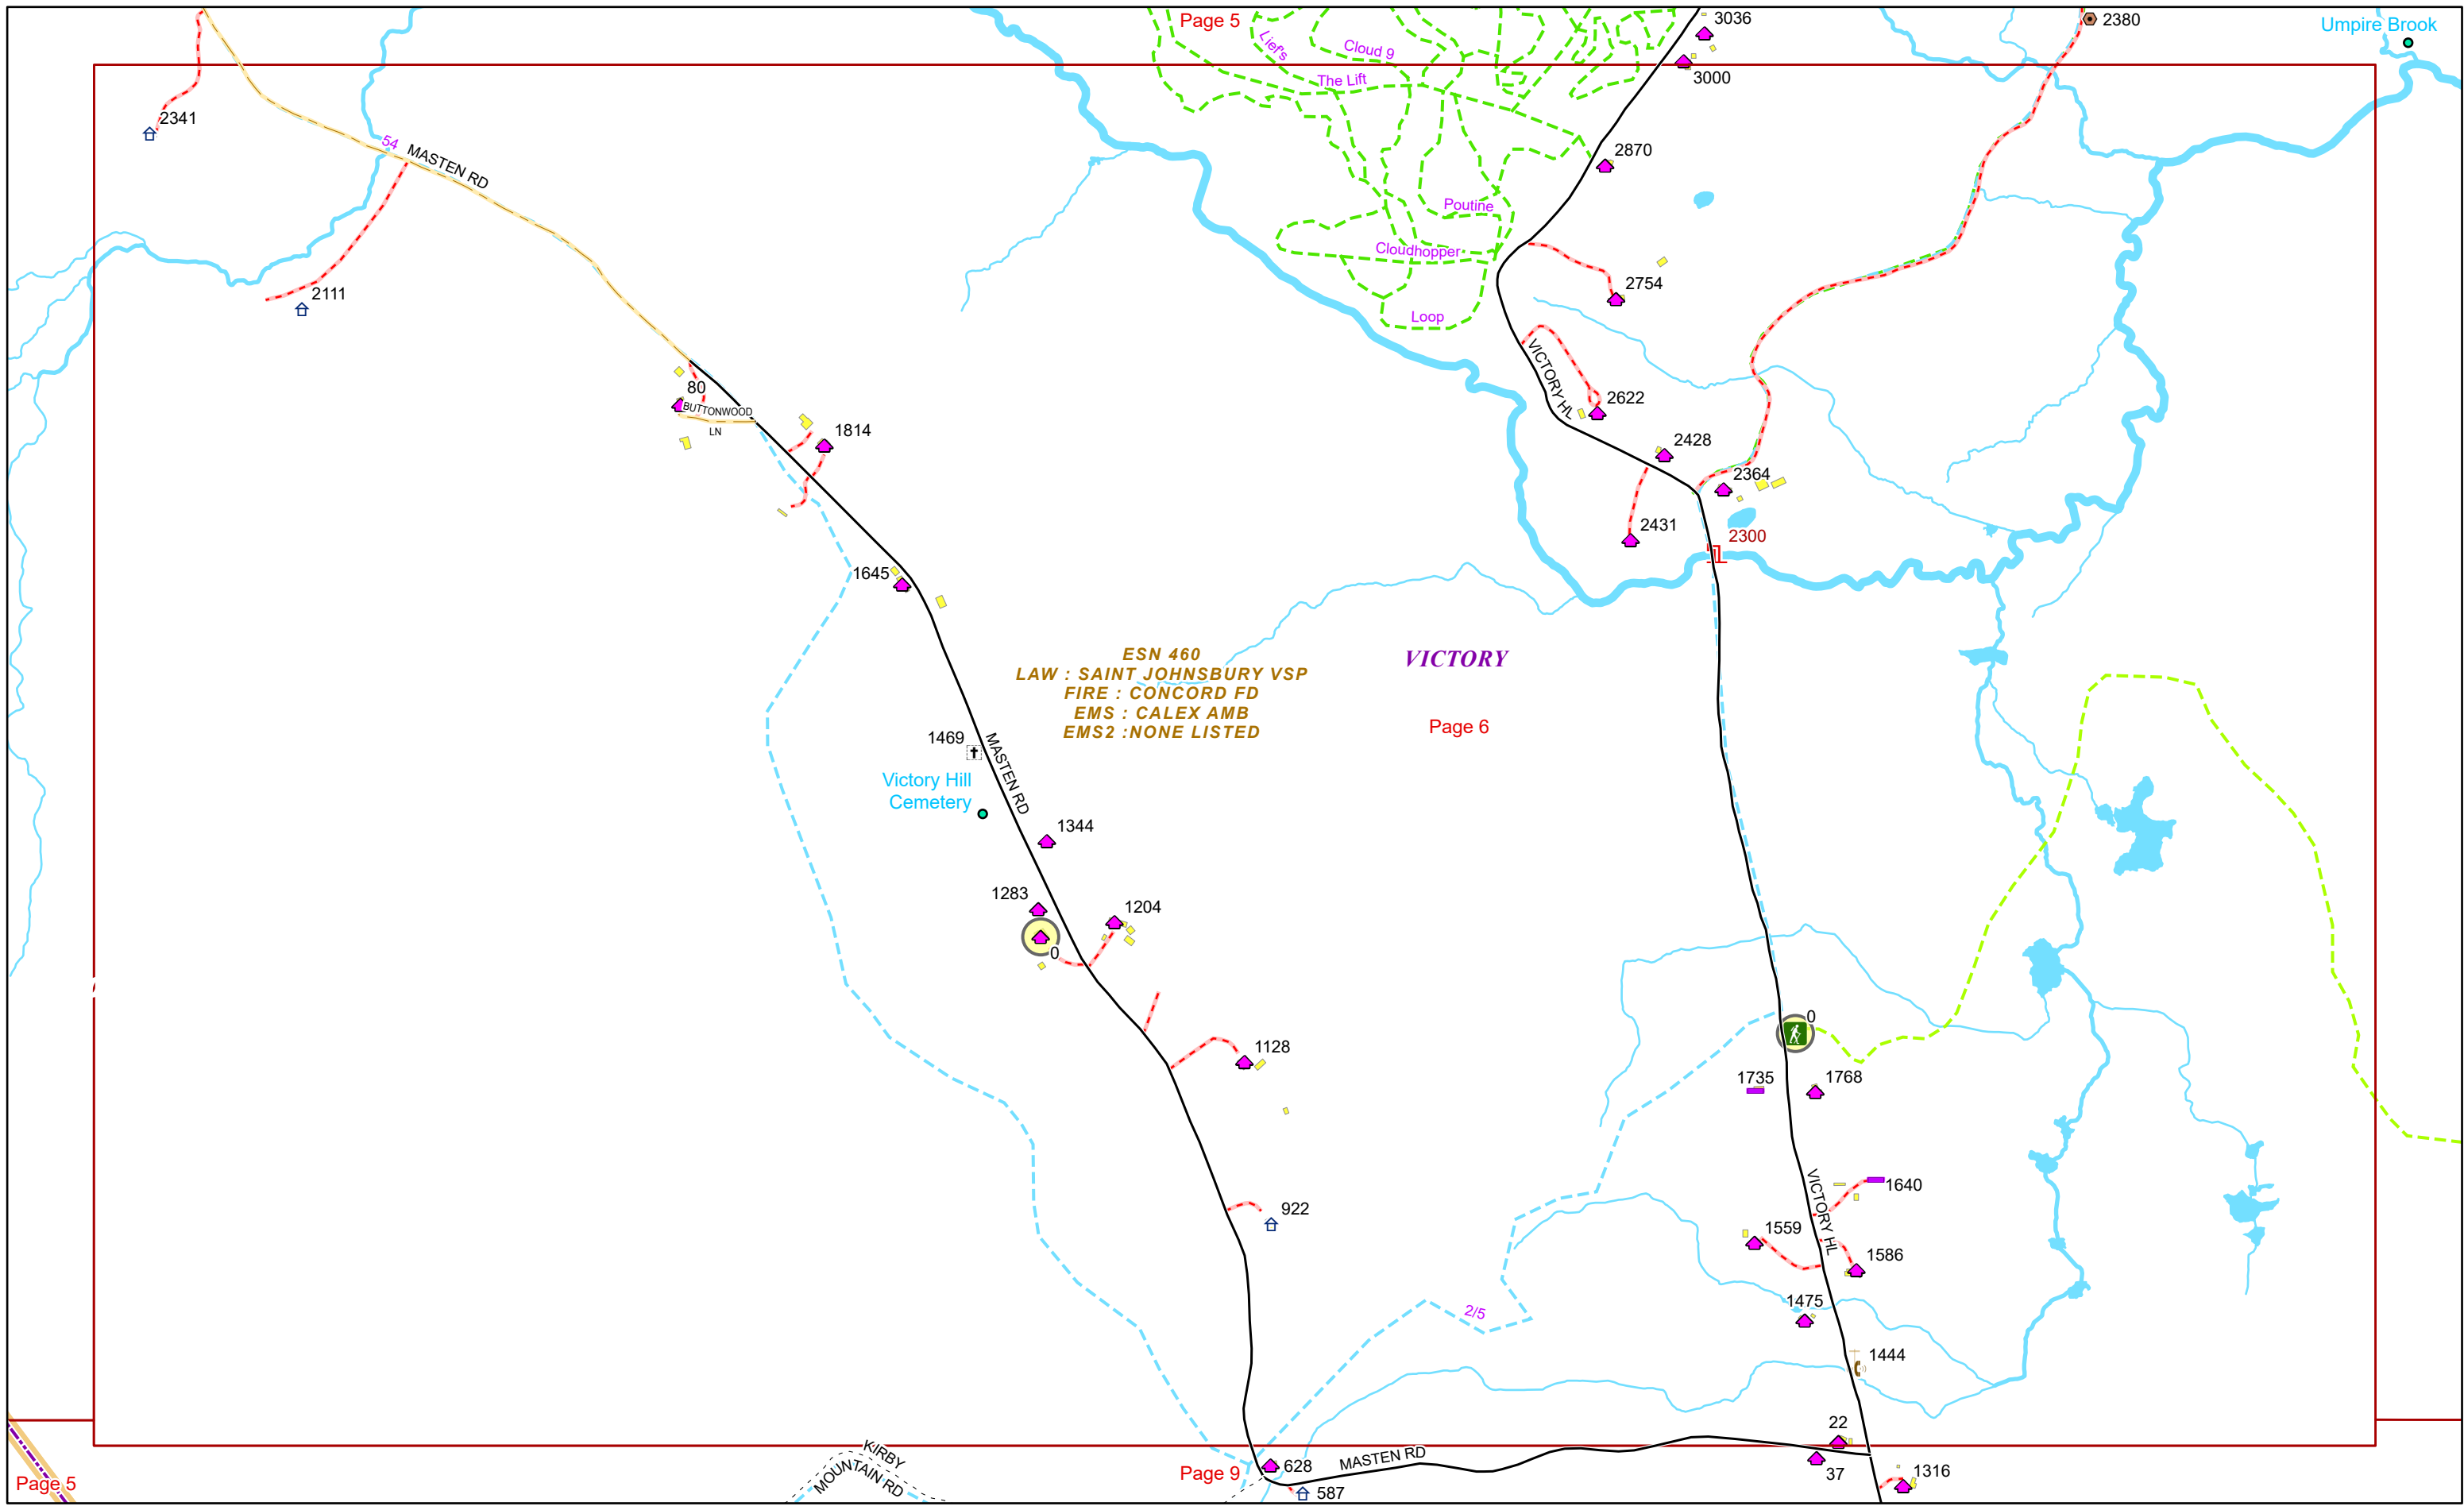 Page 5
3036
2380
Umpire Brook
Lief's
Cloud 9
The Lift
3000
2341
54
MASTEN RD
2870
Poutine
Cloudhopper
2111
2754
Loop
VICTORY HL
80
BUTTONWOOD
LN
2622
1814
2428
2364
2431
2300
1645
ESN 460
LAW : SAINT JOHNSBURY VSP
FIRE : CONCORD FD
EMS : CALEX AMB
EMS2 :NONE LISTED
VICTORY
Page 6
1469
MASTEN RD
Victory Hill
Cemetery
1344
1283
1204
0
0
1128
1735
1768
VICTORY HL
1640
922
1559
1586
1475
2/5
1444
22
KIRBY
MOUNTAIN RD
Page 5
Page 9
628
MASTEN RD
37
1316
587